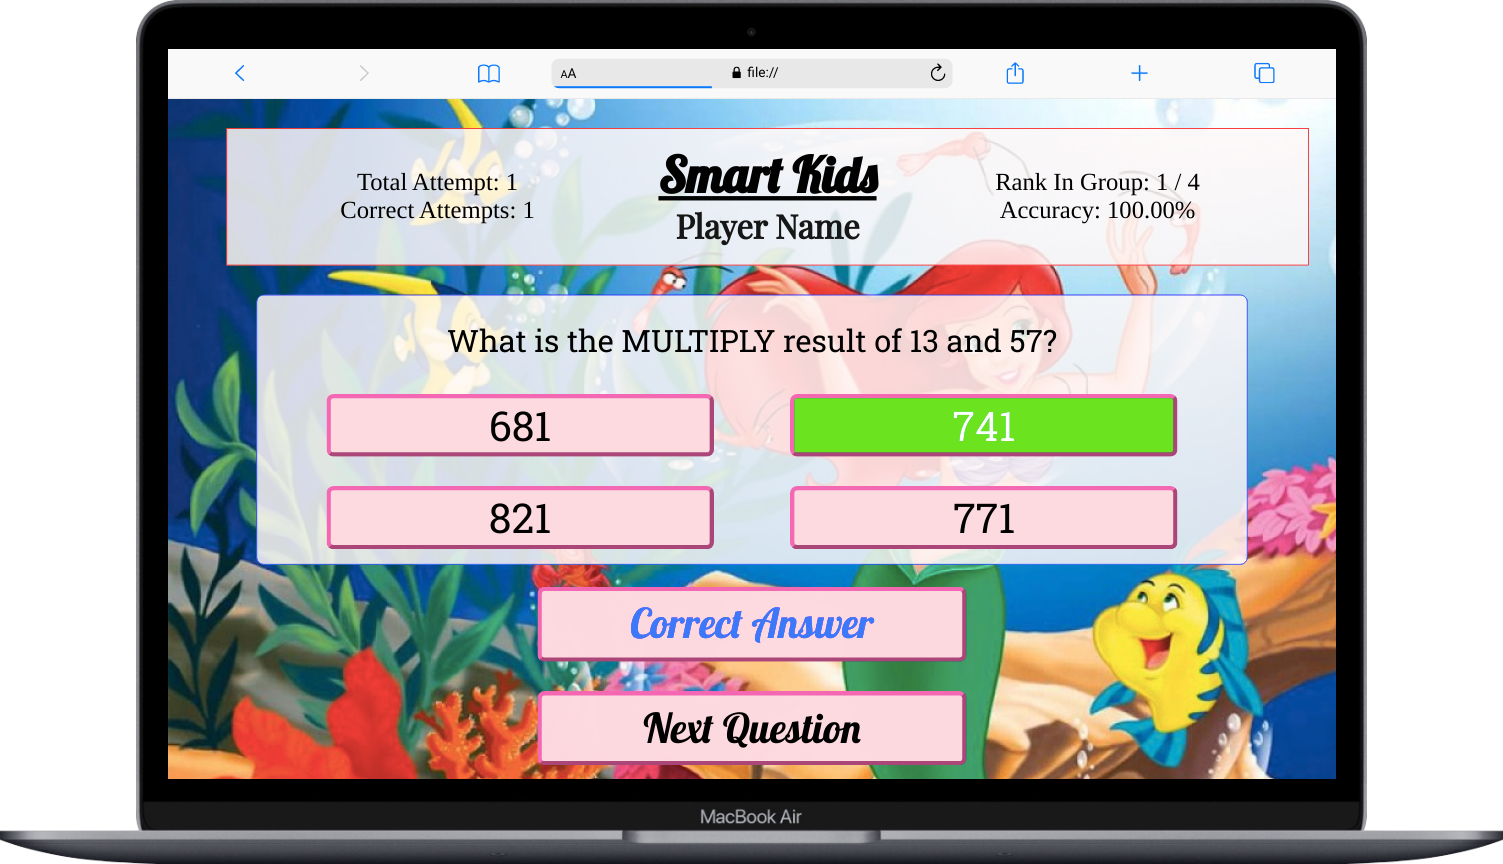 AA
file://
Total Attempt: 1
Correct Attempts: 1
Smart Kids
Player Name
Rank In Group: 1 / 4
Accuracy: 100.00%
What is the MULTIPLY result of 13 and 57?
681
741
821
771
Correct Answer
Next Question
MacBook Air